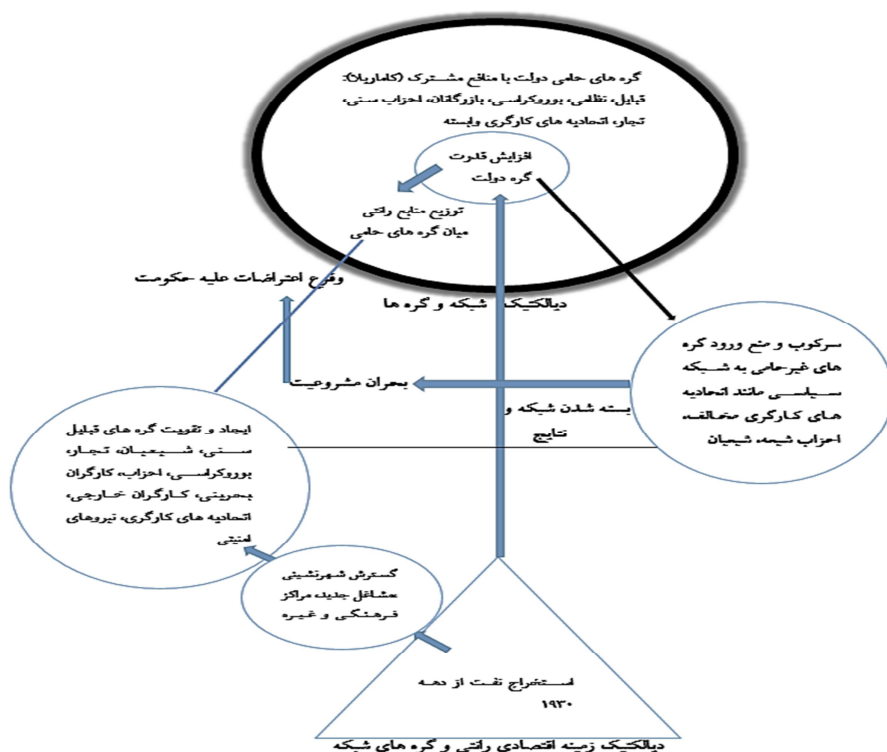 گره های حامی دولت با منافع مشترک (کاماریلا):
قبایل، نظامی، بوروکراسی، بازرگانان، احزاب سنی،
تجار، اتحادیه های کارگری وابسته
افزایش قدرت
گره دولت
توزیع منابع رانتی
میان گره های حامی
وقوع اعتراضات علیه حکومت
دیالکتیک شبکه و گره ها
سرکوب و منع ورود گره
های غیرحامی به شبکه
سیاسی مانند اتحادیه
های کارگری مخالف،
احزاب شیعه، شیعیان
بحران مشروعیت
بسته شدن شبکه و
نتایج
ایجاد و تقویت گره های قبایل
سنی، شیعیان، تجار،
بوروکراسی، احزاب، کارگران
بحرینی، کارگران خارجی،
اتحادیه های کارگری، نیروهای
امنیتی
گسترش شهرنشینی
مشاغل جدید، مراکز
فرهنگی و غیره
استخراج نفت از دهه
۱۹۳۰
دیالکتیک زمینه اقتصادی رانتی و گره های شبکه